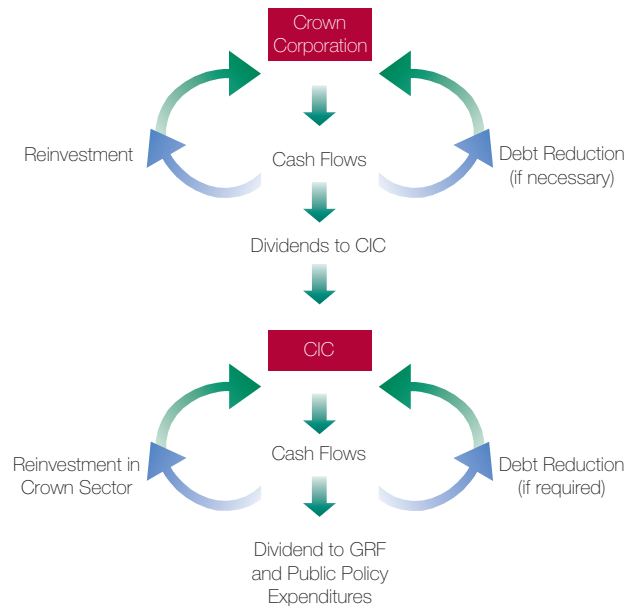 Crown
Corporation
Reinvestment
Cash Flows
Debt Reduction
(if necessary)
Dividends to CIC
CIC
Reinvestment in
Crown Sector
Cash Flows
Debt Reduction
(if required)
Dividend to GRF
and Public Policy
Expenditures